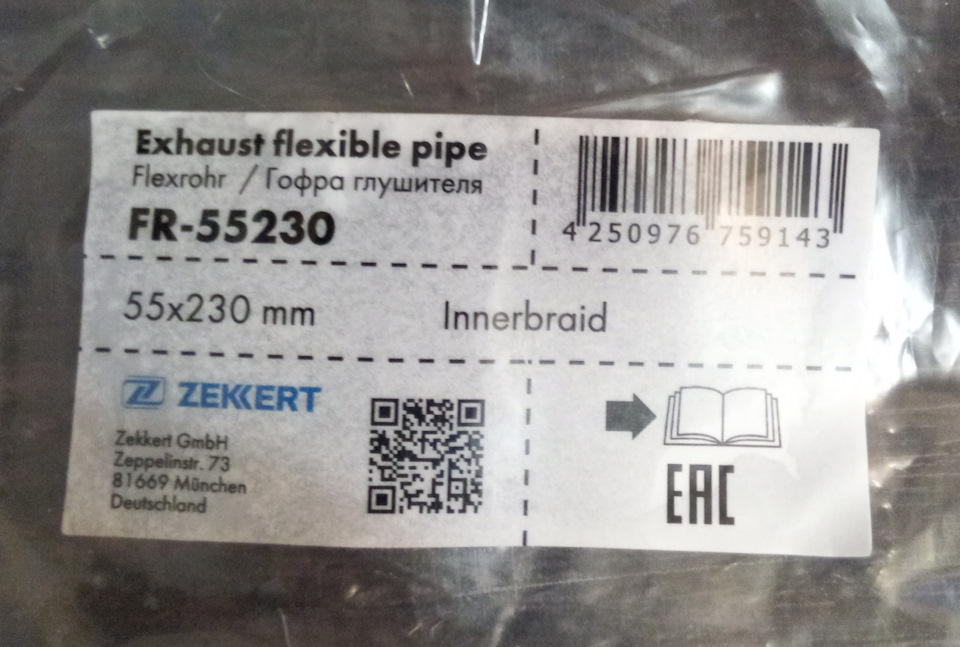 Exhaust flexible pipe
Flexrohr / Гофра глушителя
FR-55230
4 250976 759143
55x230 mm Innerbraid
ZEKKERT
Zekkert GmbH
Zeppelinstr. 73
81669 München
Deutschland
EAC